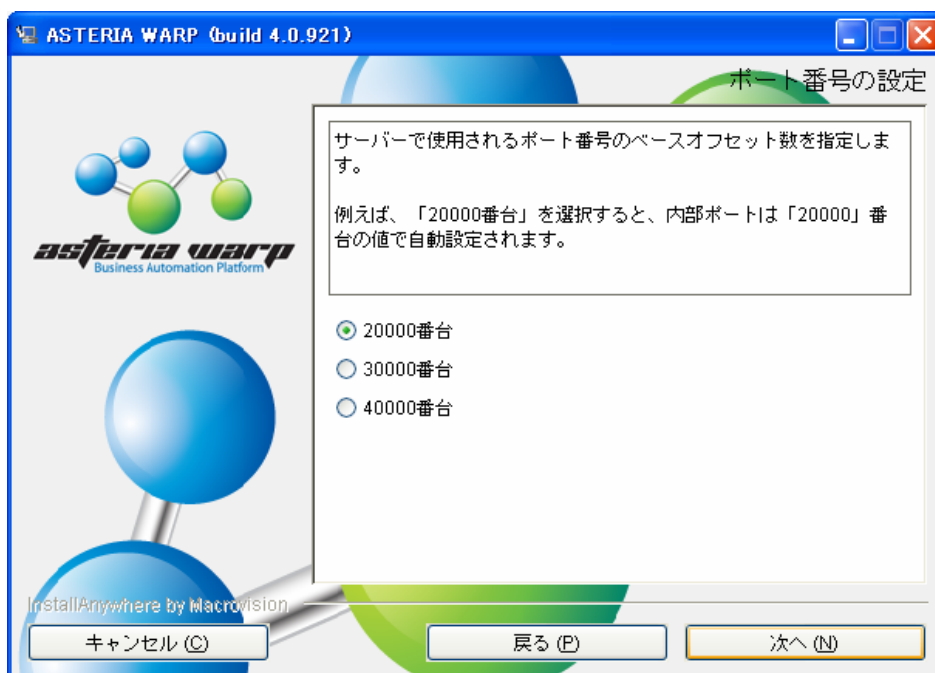 ASTERIA WARP (build 4.0.921)
ポート番号の設定
asteria warp
Business Automation Platform
サーバーで使用されるポート番号のベースオフセット数を指定しま
す。
例えば、「20000番台」を選択すると、内部ポートは「20000」番
台の値で自動設定されます。
20000番台
30000番台
40000番台
InstallAnywhere by Macrovision
キャンセル (C)
戻る (P)
次へ (N)